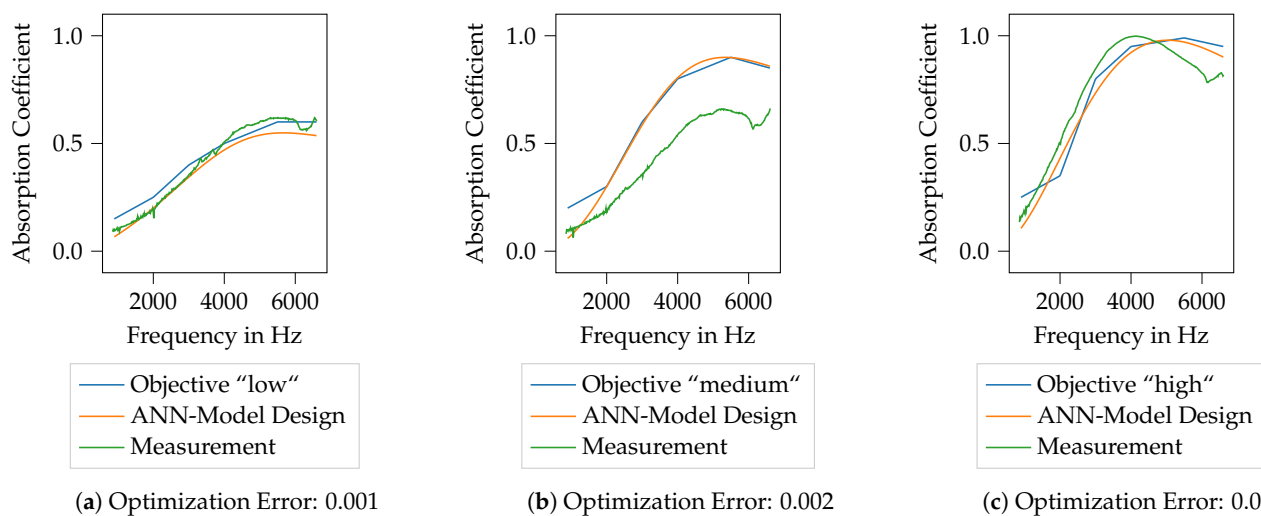 Absorption Coefficient
1.0
0.5
0.0
2000 4000 6000
Frequency in Hz
Objective “low“
ANN-Model Design
Measurement
(a) Optimization Error: 0.001
Absorption Coefficient
1.0
0.5
0.0
2000 4000 6000
Frequency in Hz
Objective “medium“
ANN-Model Design
Measurement
(b) Optimization Error: 0.002
Absorption Coefficient
1.0
0.5
0.0
2000 4000 6000
Frequency in Hz
Objective “high“
ANN-Model Design
Measurement
(c) Optimization Error: 0.0